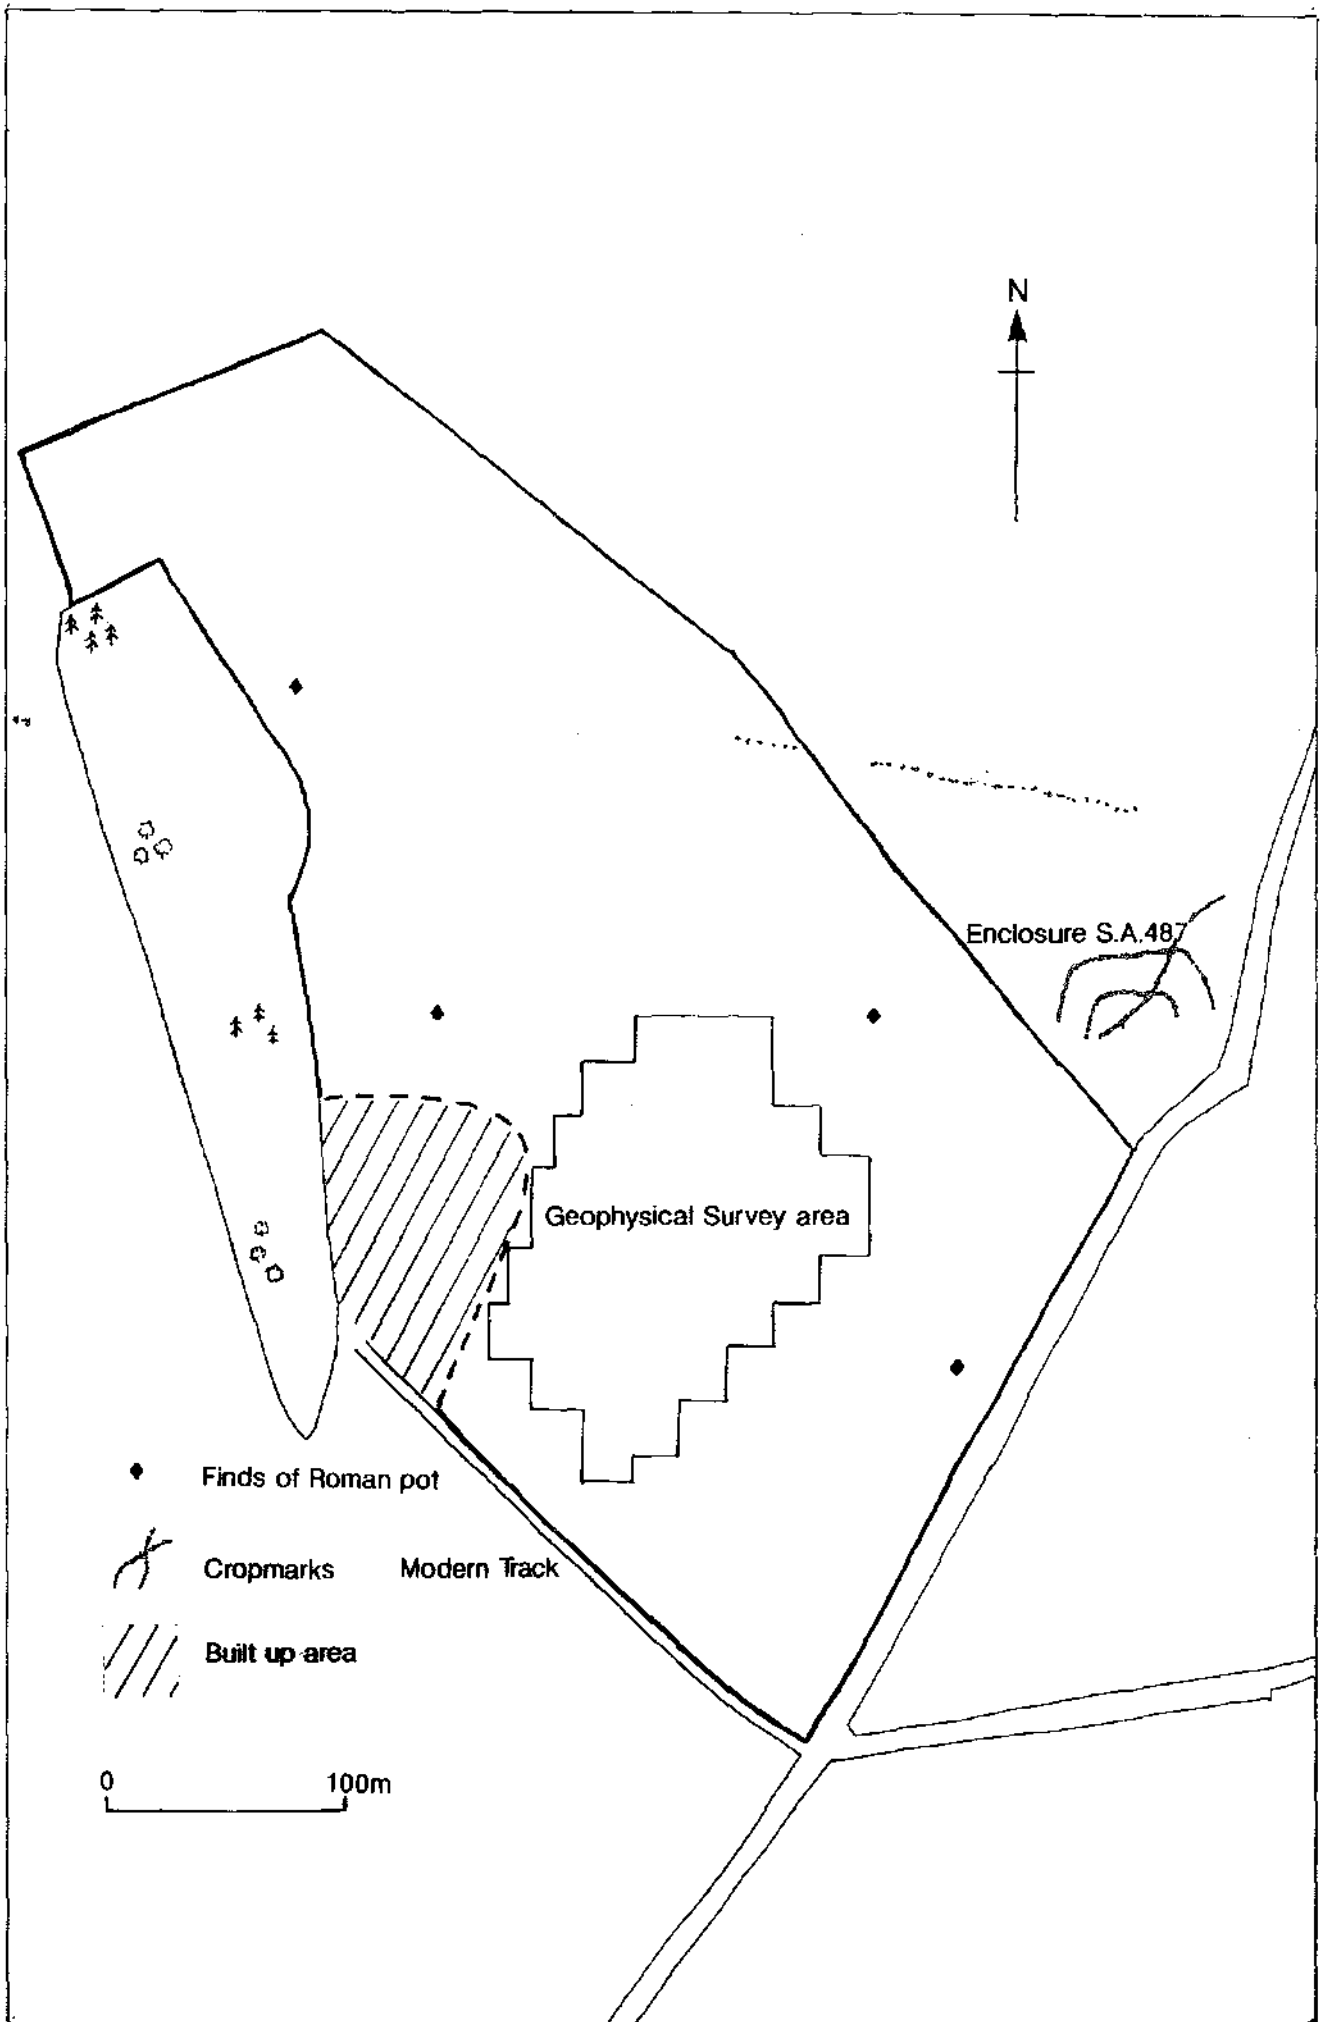 N
Enclosure S.A.487
Geophysical Survey area
Finds of Roman pot
Cropmarks
Modern Track
Built up area
0 100m